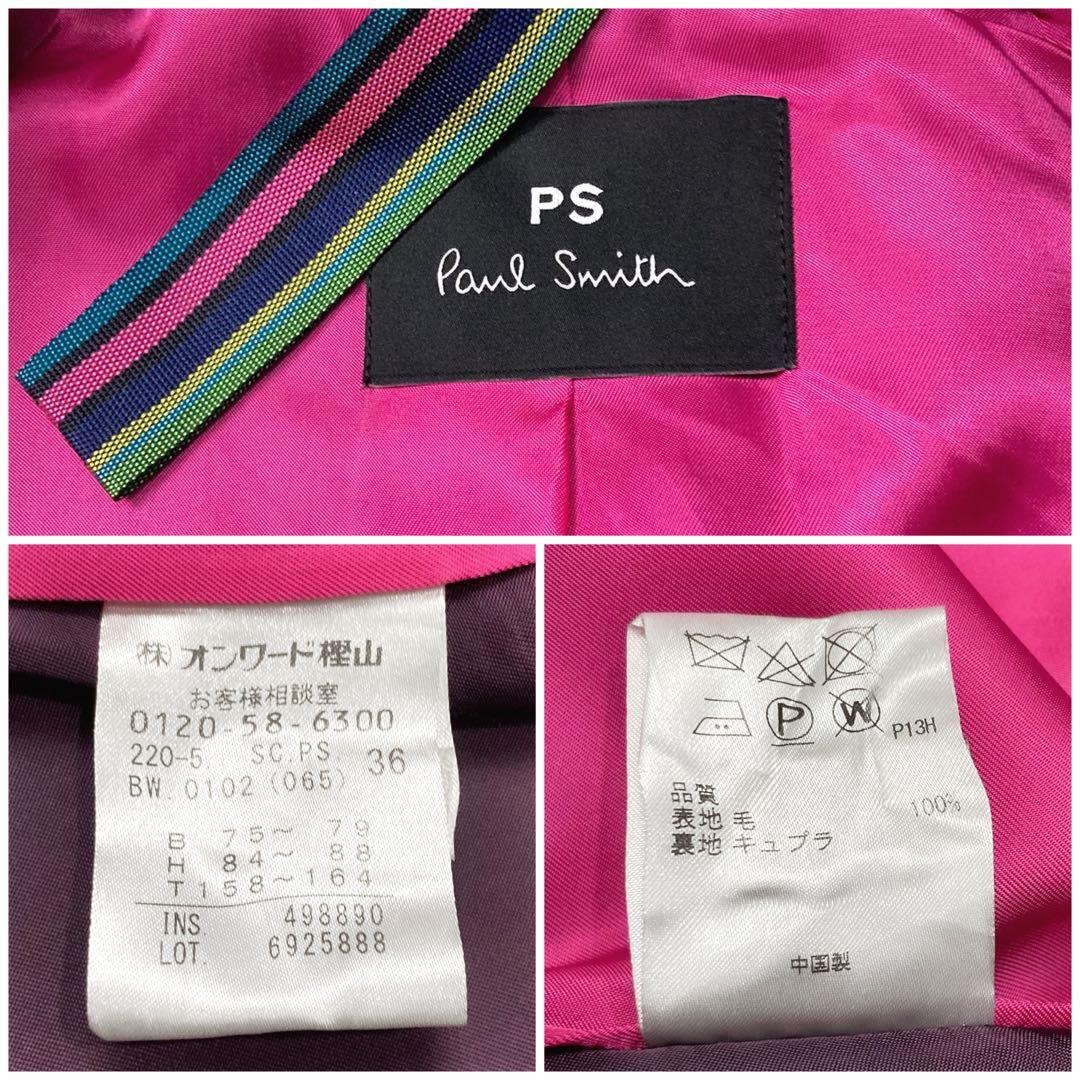 PS
Paul Smith
(株)オンワード樫山
お客様相談室
0120-58-6300
220-5 SC.PS. 36
BW. 0102 (065)
B 75～ 79
H 84～ 88
T158～164
INS 498890
LOT. 6925888
P W P13H
品質
表地 毛 100%
裏地 キュプラ
中国製